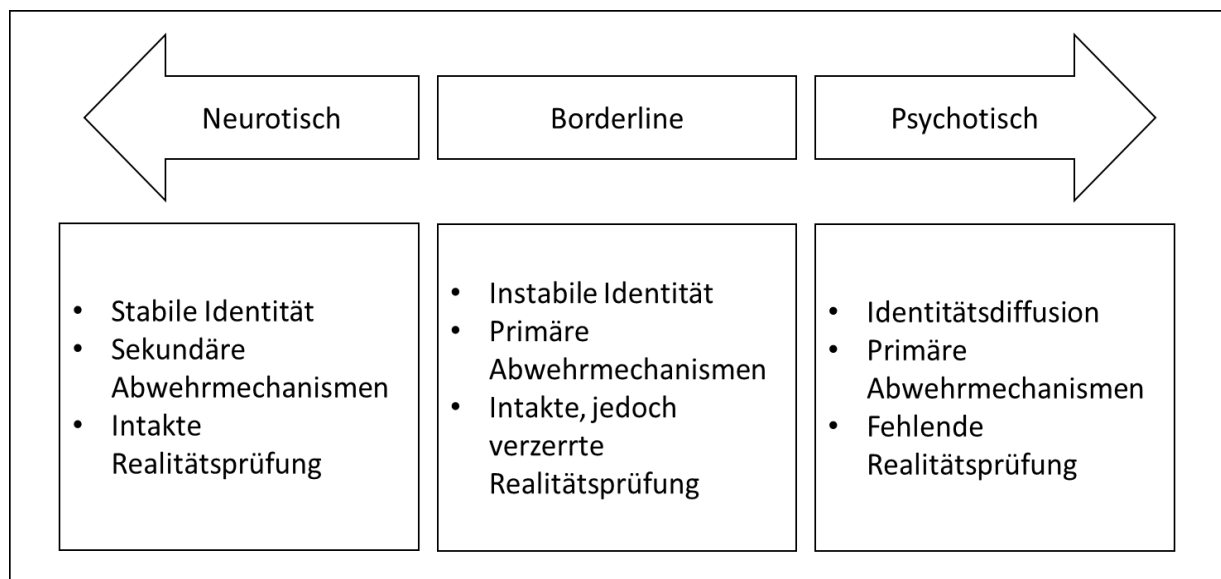 Neurotisch
Borderline
Psychotisch
• Stabile Identität
• Sekundäre
Abwehrmechanismen
• Intakte
Realitätsprüfung
• Instabile Identität
• Primäre
Abwehrmechanismen
• Intakte, jedoch
verzerrte
Realitätsprüfung
• Identitätsdiffusion
• Primäre
Abwehrmechanismen
• Fehlende
Realitätsprüfung